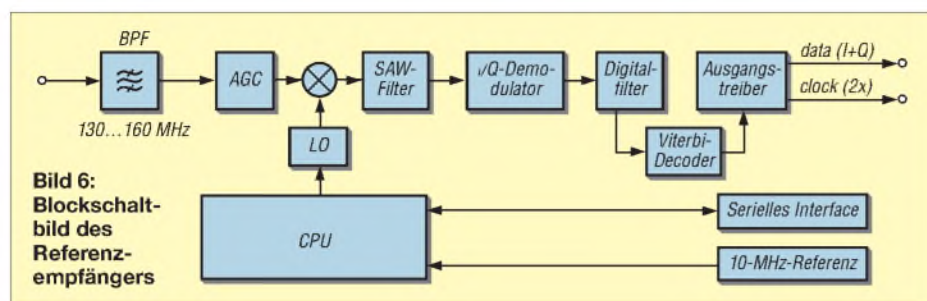 BPF
130…160 MHz
AGC
LO
SAW-
Filter
I/Q-Demo-
dulator
Digital-
filter
Viterbi-
Decoder
Ausgangs-
treiber
data (I+Q)
clock (2x)
CPU
Serielles Interface
10-MHz-Referenz
Bild 6:
Blockschalt-
bild des
Referenz-
empfängers